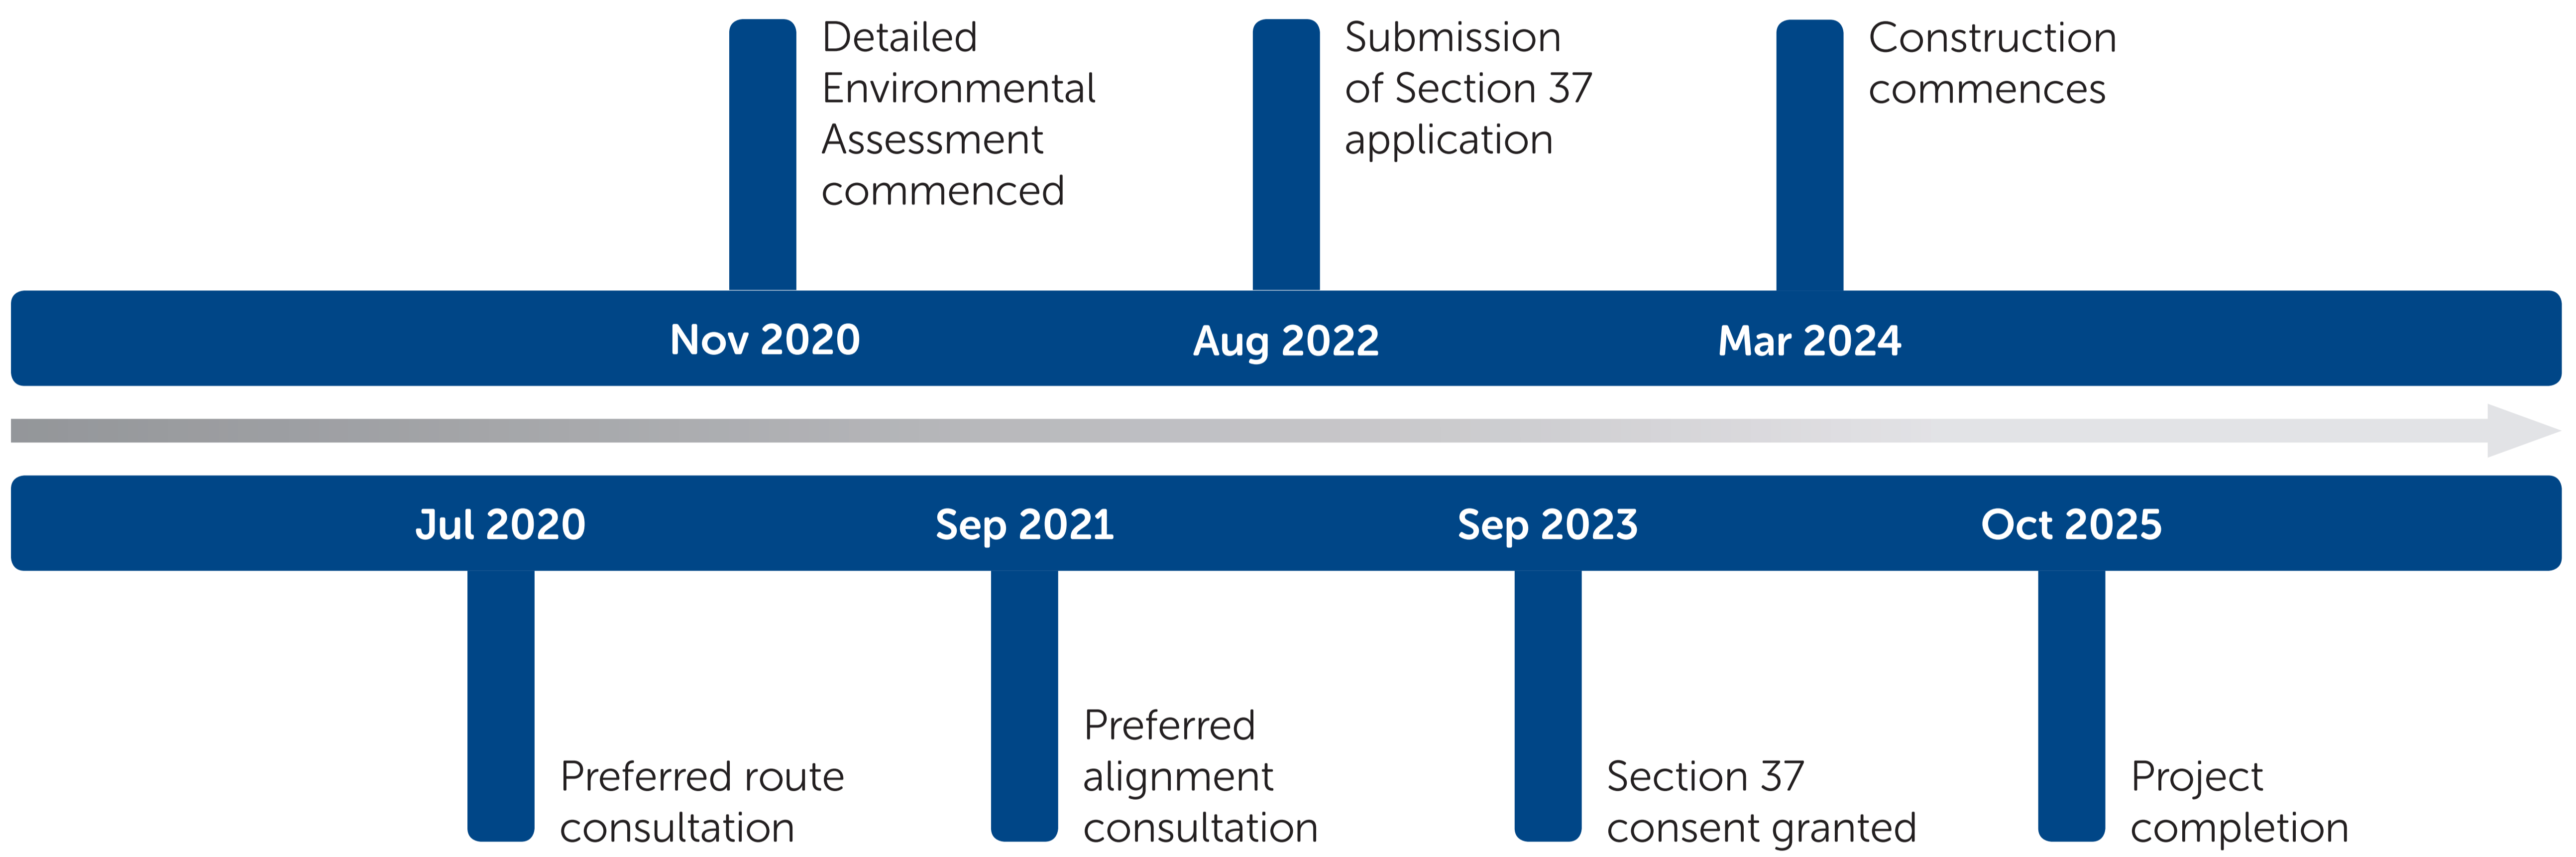 Detailed
Environmental
Assessment
commenced
Submission
of Section 37
application
Construction
commences
Nov 2020
Aug 2022
Mar 2024
Jul 2020
Sep 2021
Sep 2023
Oct 2025
Preferred route
consultation
Preferred
alignment
consultation
Section 37
consent granted
Project
completion